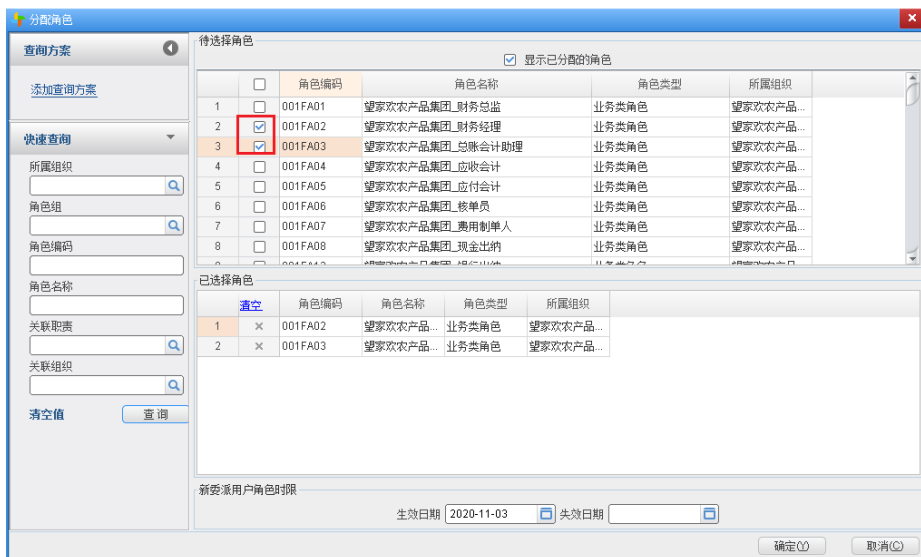 分配角色
查询方案
添加查询方案
快速查询
所属组织
角色组
角色编码
角色名称
关联职责
关联组织
清空值 查询
待选择角色
显示已分配的角色
角色编码 角色名称 角色类型 所属组织
1 001FA01 望家欢农产品集团_财务总监 业务类角色 望家欢农产品...
2 001FA02 望家欢农产品集团_财务经理 业务类角色 望家欢农产品...
3 001FA03 望家欢农产品集团_总账会计助理 业务类角色 望家欢农产品...
4 001FA04 望家欢农产品集团_应收会计 业务类角色 望家欢农产品...
5 001FA05 望家欢农产品集团_应付会计 业务类角色 望家欢农产品...
6 001FA06 望家欢农产品集团_核单员 业务类角色 望家欢农产品...
7 001FA07 望家欢农产品集团_费用制单人 业务类角色 望家欢农产品...
8 001FA08 望家欢农产品集团_现金出纳 业务类角色 望家欢农产品...
已选择角色
清空 角色编码 角色名称 角色类型 所属组织
1 001FA02 望家欢农产品... 业务类角色 望家欢农产品...
2 001FA03 望家欢农产品... 业务类角色 望家欢农产品...
新委派用户角色时限
生效日期 2020-11-03 失效日期
确定(Y) 取消(C)